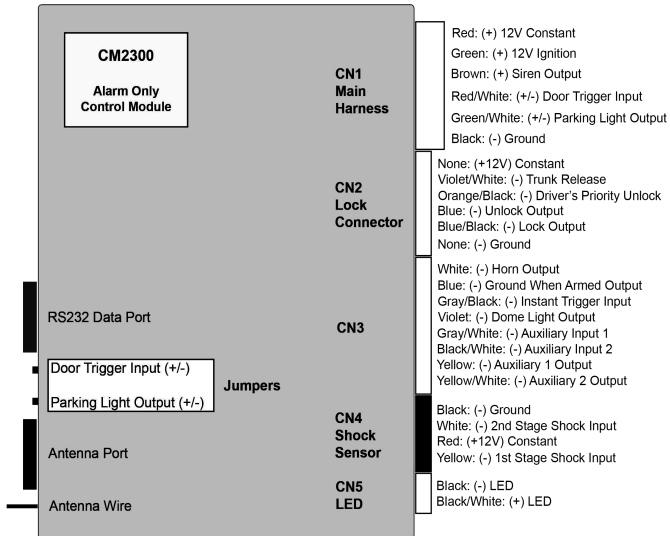 CM2300
Alarm Only
Control Module
CN1
Main
Harness
Red: (+) 12V Constant
Green: (+) 12V Ignition
Brown: (+) Siren Output
Red/White: (+/-) Door Trigger Input
Green/White: (+/-) Parking Light Output
Black: (-) Ground
CN2
Lock
Connector
None: (+12V) Constant
Violet/White: (-) Trunk Release
Orange/Black: (-) Driver's Priority Unlock
Blue: (-) Unlock Output
Blue/Black: (-) Lock Output
None: (-) Ground
RS232 Data Port
CN3
White: (-) Horn Output
Blue: (-) Ground When Armed Output
Gray/Black: (-) Instant Trigger Input
Violet: (-) Dome Light Output
Gray/White: (-) Auxiliary Input 1
Black/White: (-) Auxiliary Input 2
Yellow: (-) Auxiliary 1 Output
Yellow/White: (-) Auxiliary 2 Output
Door Trigger Input (+/-)
Jumpers
Parking Light Output (+/-)
CN4
Shock
Sensor
Black: (-) Ground
White: (-) 2nd Stage Shock Input
Red: (+12V) Constant
Yellow: (-) 1st Stage Shock Input
Antenna Port
CN5
LED
Black: (-) LED
Black/White: (+) LED
Antenna Wire